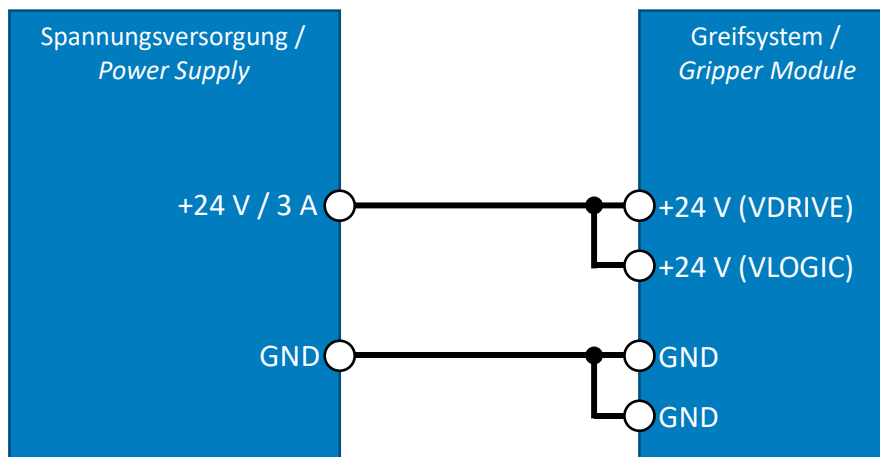 Spannungsversorgung /
Power Supply
+24 V / 3 A
GND
Greifsystem /
Gripper Module
+24 V (VDRIVE)
+24 V (VLOGIC)
GND
GND